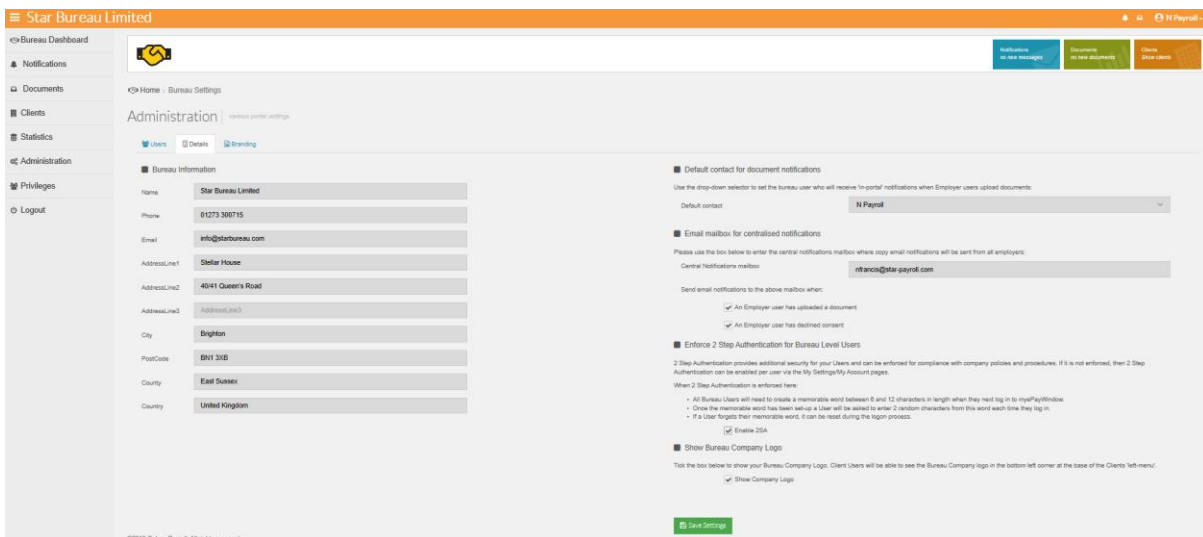 Star Bureau Limited
N Payroll
Bureau Dashboard
Notifications
Documents
Clients
Statistics
Administration
Privileges
Logout
Notifications
no new messages
Documents
no new documents
Clients
Show clients
Home
Bureau Settings
Administration
various portal settings
Users
Details
Branding
Bureau Information
Name
Star Bureau Limited
Phone
01273 300715
Email
info@starbureau.com
AddressLine1
Stellar House
AddressLine2
40/41 Queen's Road
AddressLine3
AddressLine3
City
Brighton
PostCode
BN1 3XB
County
East Sussex
Country
United Kingdom
Default contact for document notifications
Use the drop-down selector to set the bureau user who will receive 'in-portal' notifications when Employer users upload documents:
Default contact
N Payroll
Email mailbox for centralised notifications
Please use the box below to enter the central notifications mailbox where copy email notifications will be sent from all employers:
Central Notifications mailbox
nfrancis@star-payroll.com
Send email notifications to the above mailbox when:
An Employer user has uploaded a document
An Employer user has declined consent
Enforce 2 Step Authentication for Bureau Level Users
2 Step Authentication provides additional security for your Users and can be enforced for compliance with company policies and procedures. If it is not enforced, then 2 Step
Authentication can be enabled per user via the My Settings/My Account pages.
When 2 Step Authentication is enforced here:
• All Bureau Users will need to create a memorable word between 6 and 12 characters in length when they next log in to myePayWindow.
• Once the memorable word has been set-up a User will be asked to enter 2 random characters from this word each time they log in.
• If a User forgets their memorable word, it can be reset during the logon process.
Enable 2SA
Show Bureau Company Logo
Tick the box below to show your Bureau Company Logo. Client Users will be able to see the Bureau Company logo in the bottom left corner at the base of the Clients 'left-menu'.
Show Company Logo
Save Settings